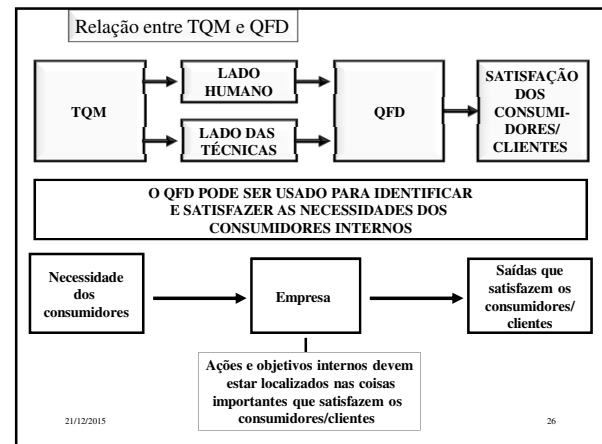 Relação entre TQM e QFD
TQM
LADO
HUMANO
LADO DAS
TÉCNICAS
QFD
SATISFAÇÃO
DOS
CONSUMI-
DORES/
CLIENTES
O QFD PODE SER USADO PARA IDENTIFICAR
E SATISFAZER AS NECESSIDADES DOS
CONSUMIDORES INTERNOS
Necessidade
dos
consumidores
Empresa
Saídas que
satisfazem os
consumidores/
clientes
Ações e objetivos internos devem
estar localizados nas coisas
importantes que satisfazem os
consumidores/clientes
21/12/2015
26